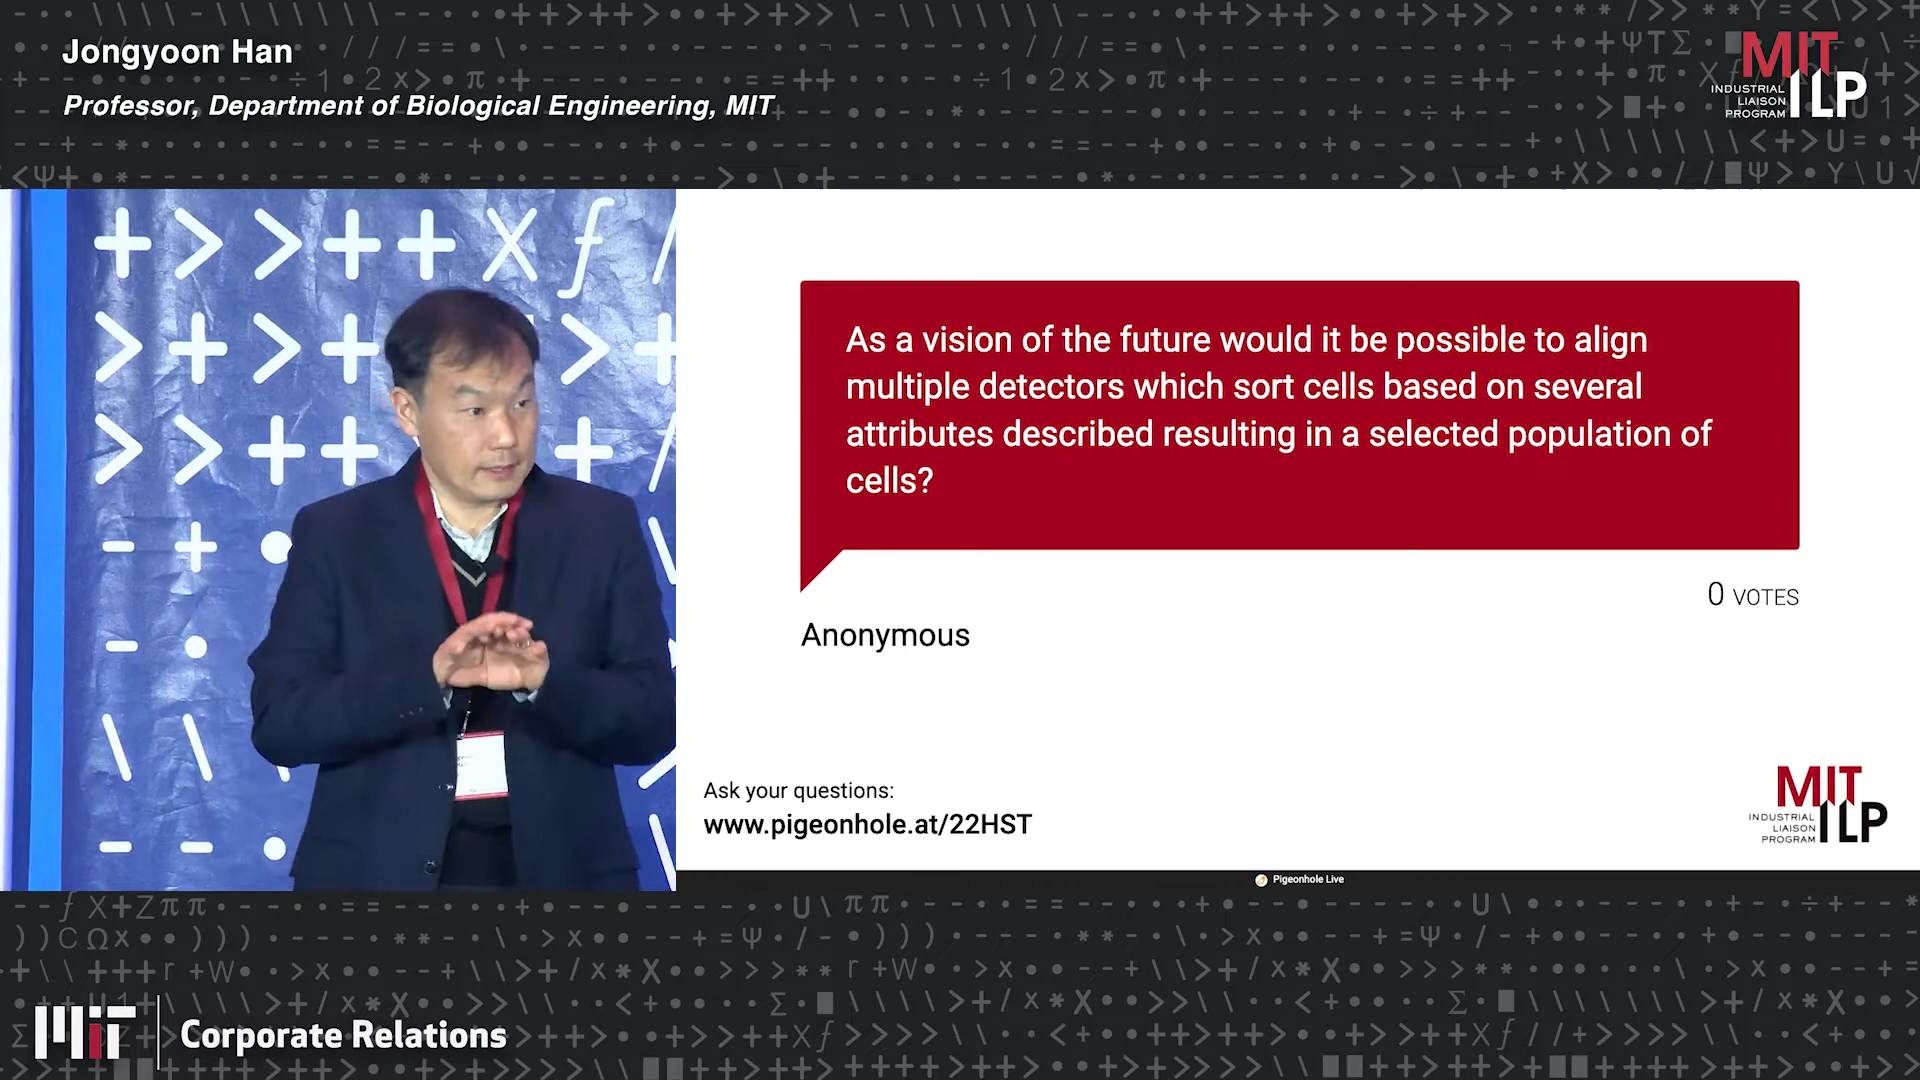 Jongyoon Han
Professor, Department of Biological Engineering, MIT
MIT
INDUSTRIAL
LIAISON
PROGRAM
ILP
As a vision of the future would it be possible to align
multiple detectors which sort cells based on several
attributes described resulting in a selected population of
cells?
0 VOTES
Anonymous
Ask your questions:
www.pigeonhole.at/22HST
MIT
INDUSTRIAL
LIAISON
PROGRAM
ILP
Pigeonhole Live
MIT
Corporate Relations